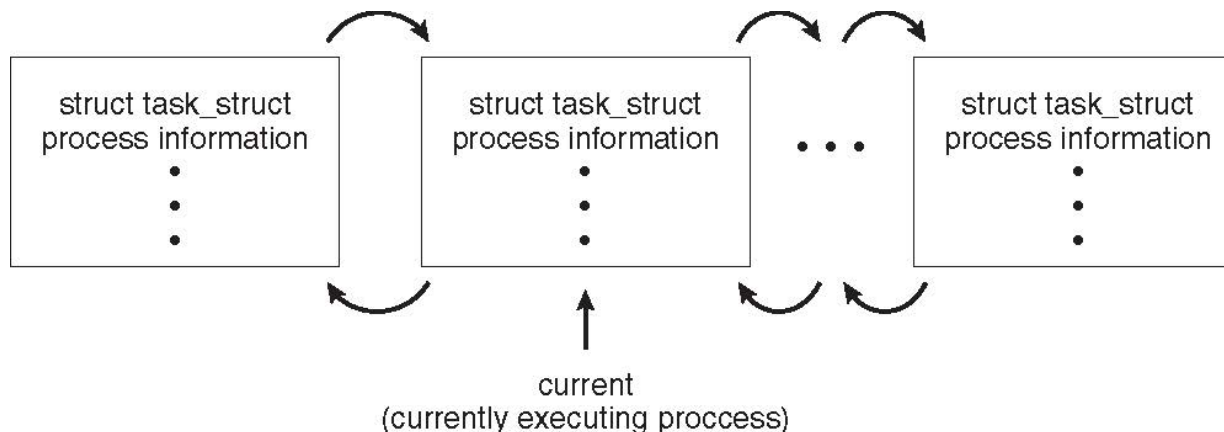 struct task_struct
process information
struct task_struct
process information
struct task_struct
process information
current
(currently executing proccess)